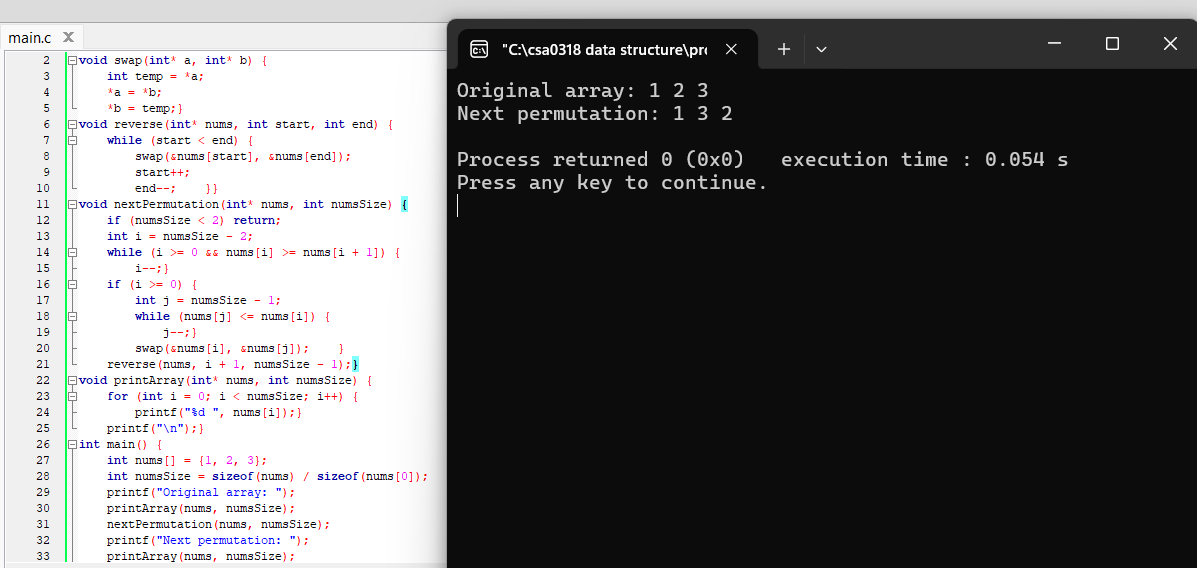 main.c
"C:\csa0318 data structure\pr
2 void swap(int* a, int* b) {
3 int temp = *a;
4 *a = *b;
5 *b = temp;}
6 void reverse(int* nums, int start, int end) {
7 while (start < end) {
8 swap(&nums[start], &nums[end]);
9 start++;
10 end--; }}
11 void nextPermutation(int* nums, int numsSize) {
12 if (numsSize < 2) return;
13 int i = numsSize - 2;
14 while (i >= 0 && nums[i] >= nums[i + 1]) {
15 i--;}
16 if (i >= 0) {
17 int j = numsSize - 1;
18 while (nums[j] <= nums[i]) {
19 j--;}
20 swap(&nums[i], &nums[j]); }
21 reverse(nums, i + 1, numsSize - 1);}
22 void printArray(int* nums, int numsSize) {
23 for (int i = 0; i < numsSize; i++) {
24 printf("%d ", nums[i]);}
25 printf("\n");}
26 int main() {
27 int nums[] = {1, 2, 3};
28 int numsSize = sizeof(nums) / sizeof(nums[0]);
29 printf("Original array: ");
30 printArray(nums, numsSize);
31 nextPermutation(nums, numsSize);
32 printf("Next permutation: ");
33 printArray(nums, numsSize);
Original array: 1 2 3
Next permutation: 1 3 2
Process returned 0 (0x0) execution time : 0.054 s
Press any key to continue.